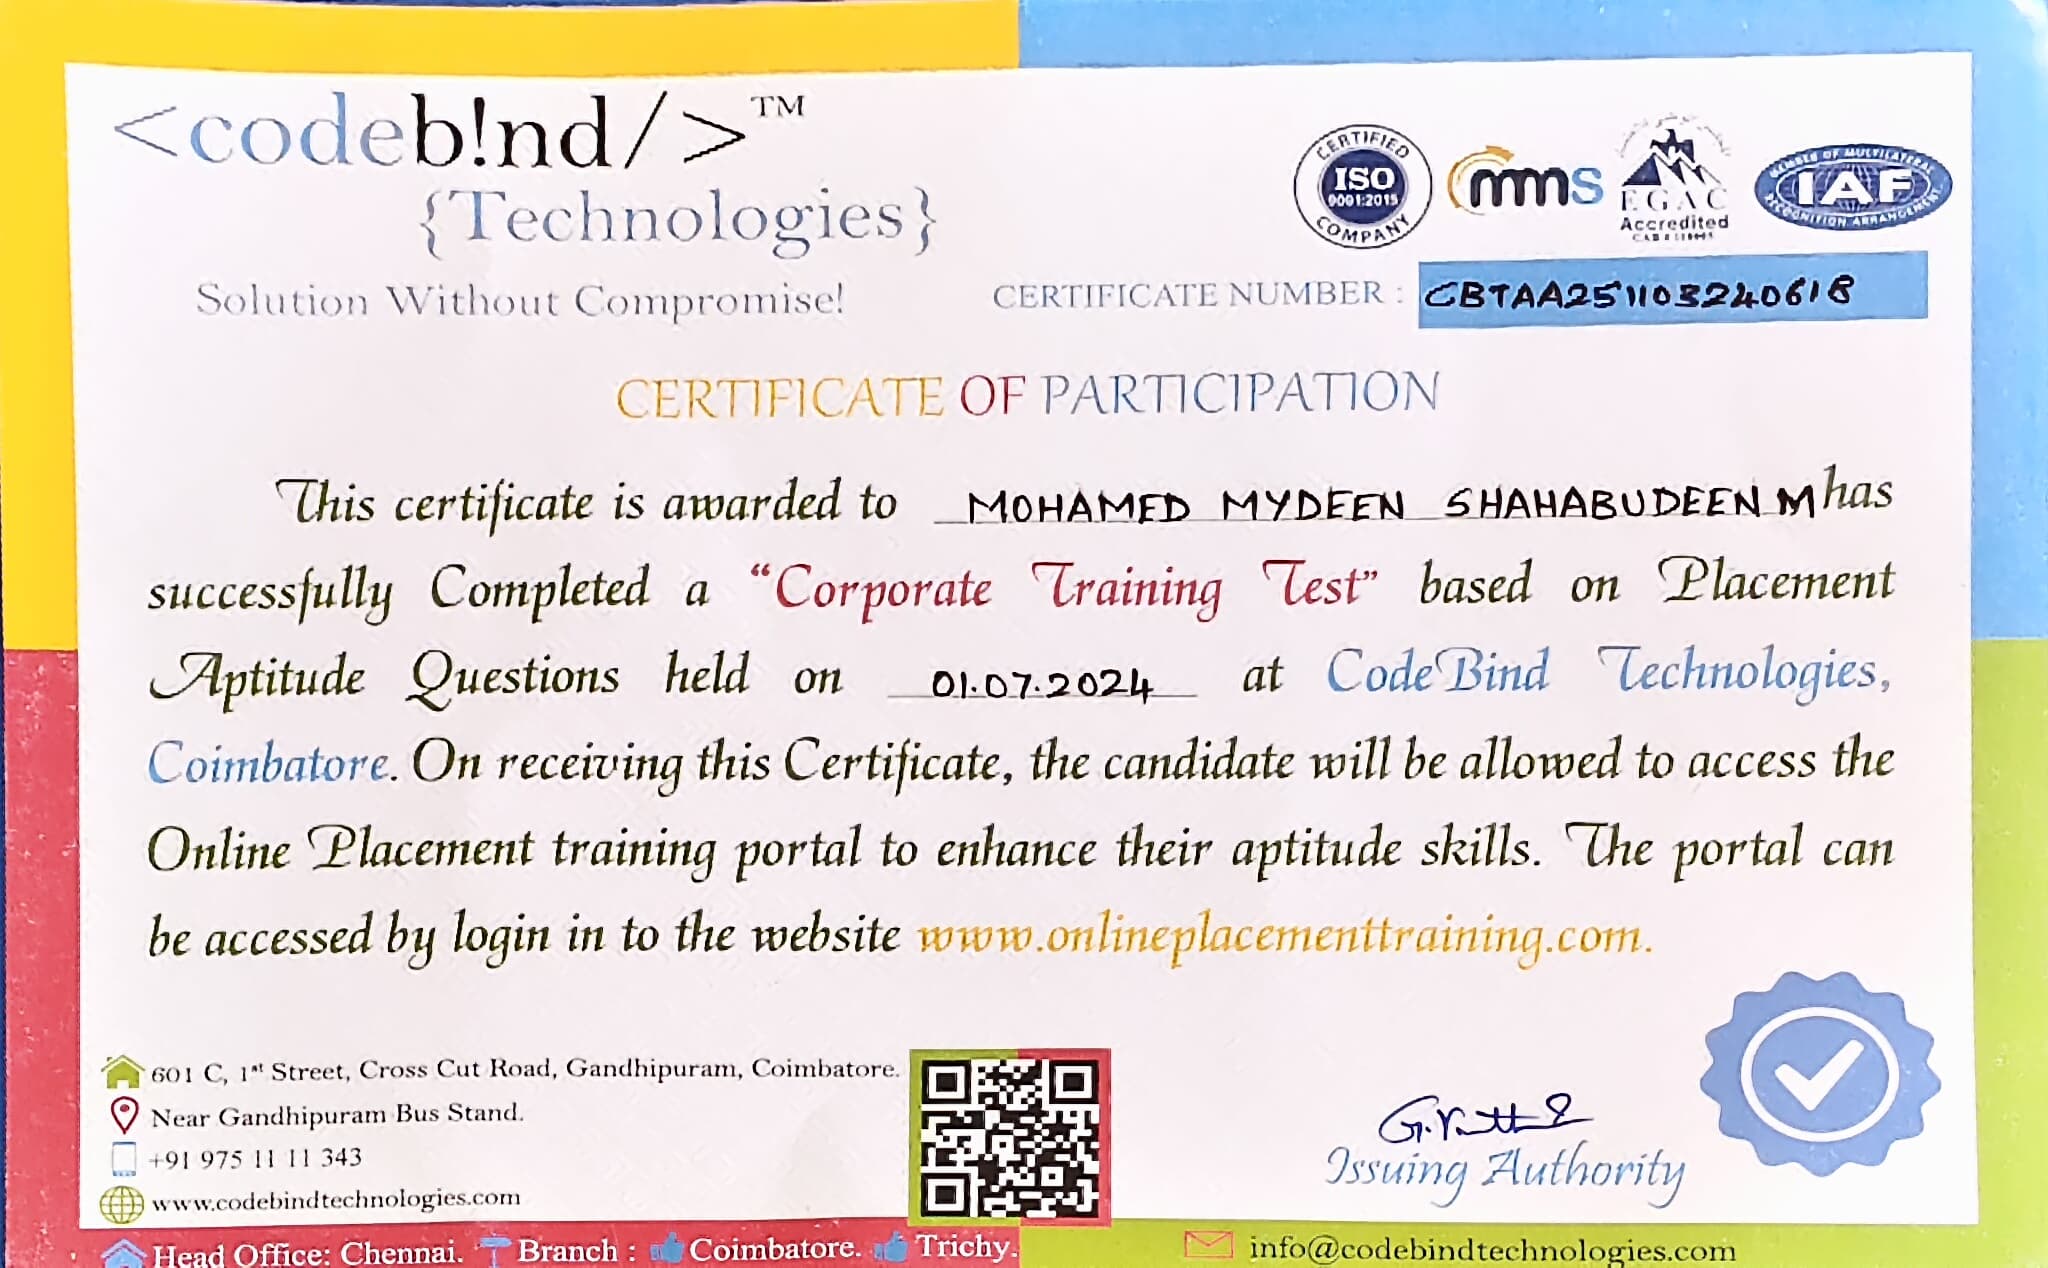 <codeb!nd/>™
{Technologies}
Solution Without Compromise!
CERTIFIED
ISO
9001:2015
COMPANY
mms
EGAC
Accredited
MEMBER OF MULTILATERAL
IAF
RECOGNITION ARRANGEMENT
CERTIFICATE NUMBER : CBTAA251103240618
CERTIFICATE OF PARTICIPATION
This certificate is awarded to MOHAMED MYDEEN SHAHABUDEEN M has
successfully Completed a “Corporate Training Test” based on Placement
Aptitude Questions held on 01.07.2024 at CodeBind Technologies,
Coimbatore. On receiving this Certificate, the candidate will be allowed to access the
Online Placement training portal to enhance their aptitude skills. The portal can
be accessed by login in to the website www.onlineplacementtraining.com.
601 C, 1st Street, Cross Cut Road, Gandhipuram, Coimbatore.
Near Gandhipuram Bus Stand.
+91 975 11 11 343
www.codebindtechnologies.com
Issuing Authority
Head Office: Chennai. Branch : Coimbatore. Trichy.
info@codebindtechnologies.com